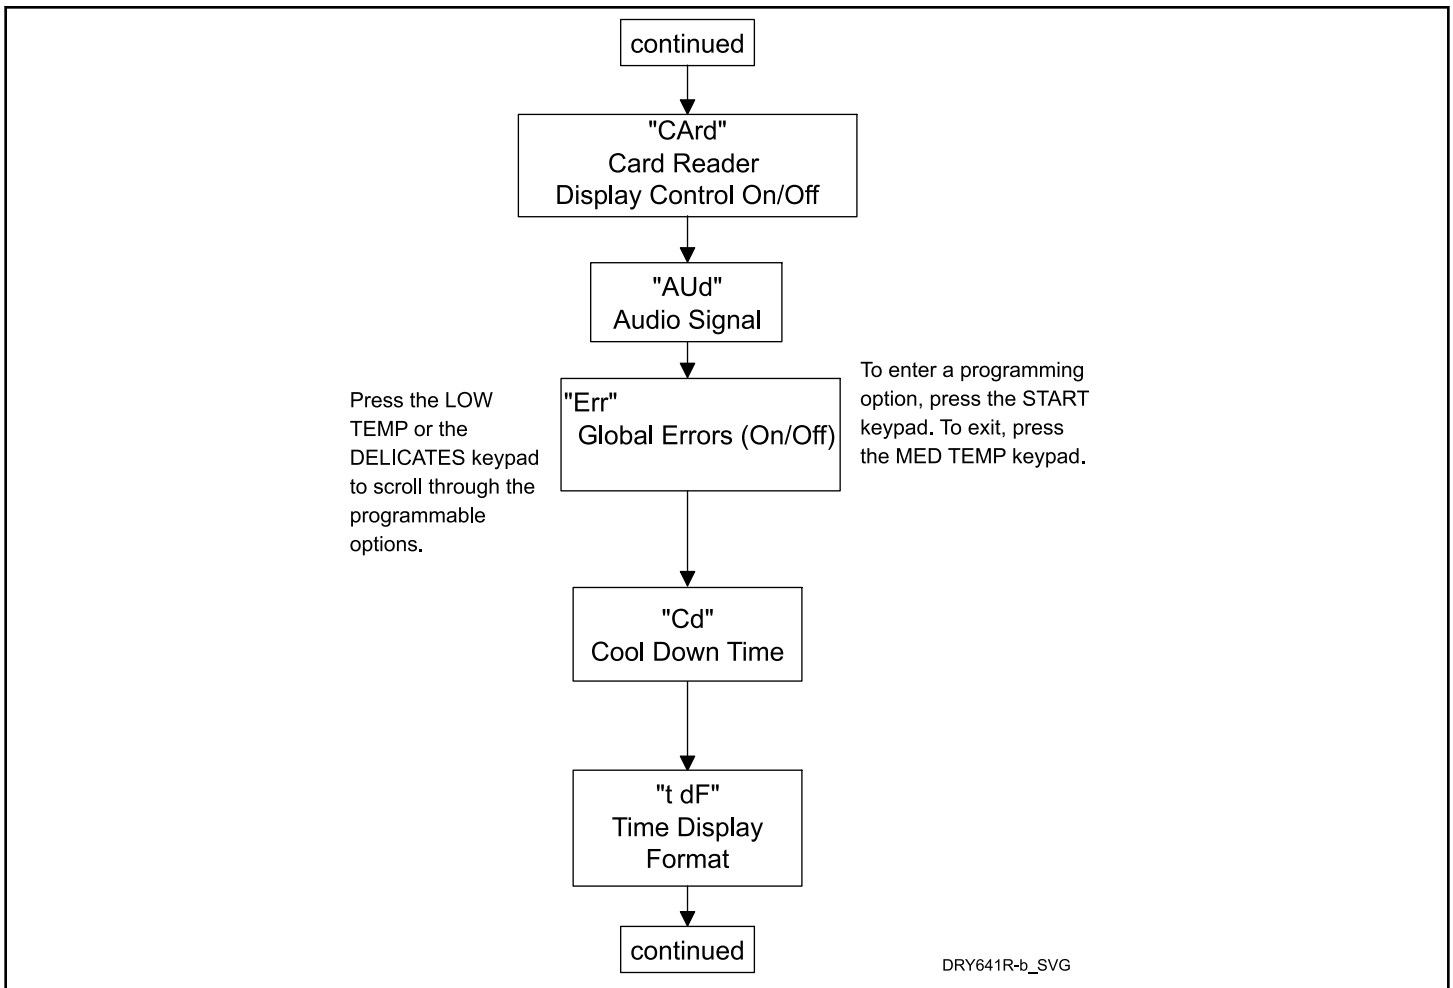 continued
"CArd"
Card Reader
Display Control On/Off
"AUd"
Audio Signal
Press the LOW
TEMP or the
DELICATES keypad
to scroll through the
programmable
options.
"Err"
Global Errors (On/Off)
To enter a programming
option, press the START
keypad. To exit, press
the MED TEMP keypad.
"Cd"
Cool Down Time
"t dF"
Time Display
Format
continued
DRY641R-b_SVG